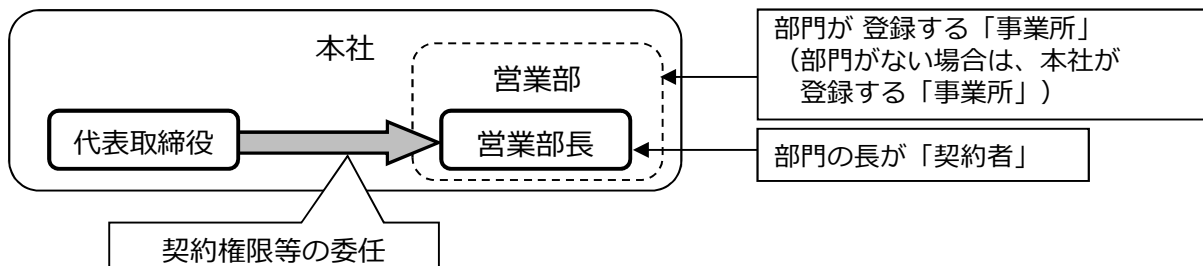 本社
営業部
代表取締役
営業部長
契約権限等の委任
部門が 登録する「事業所」
（部門がない場合は、本社が
登録する「事業所」）
部門の長が「契約者」